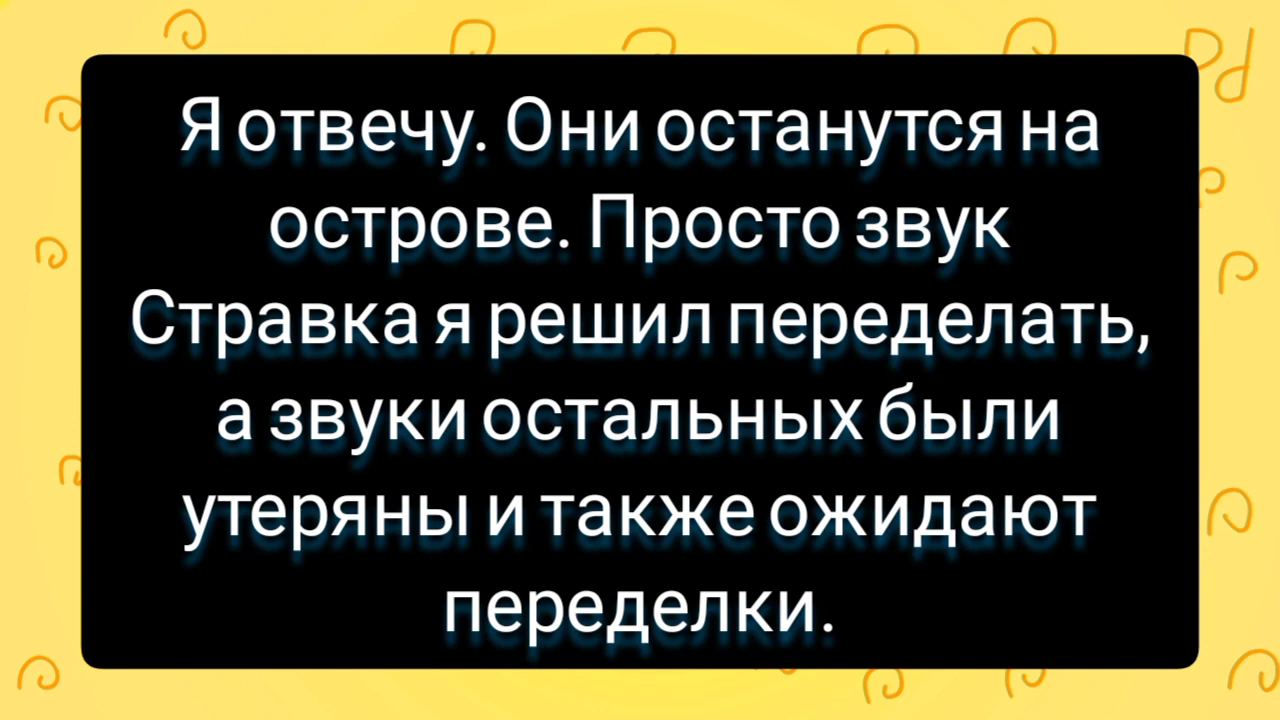 Я отвечу. Они останутся на
острове. Просто звук
Стравка я решил переделать,
а звуки остальных были
утеряны и также ожидают
переделки.